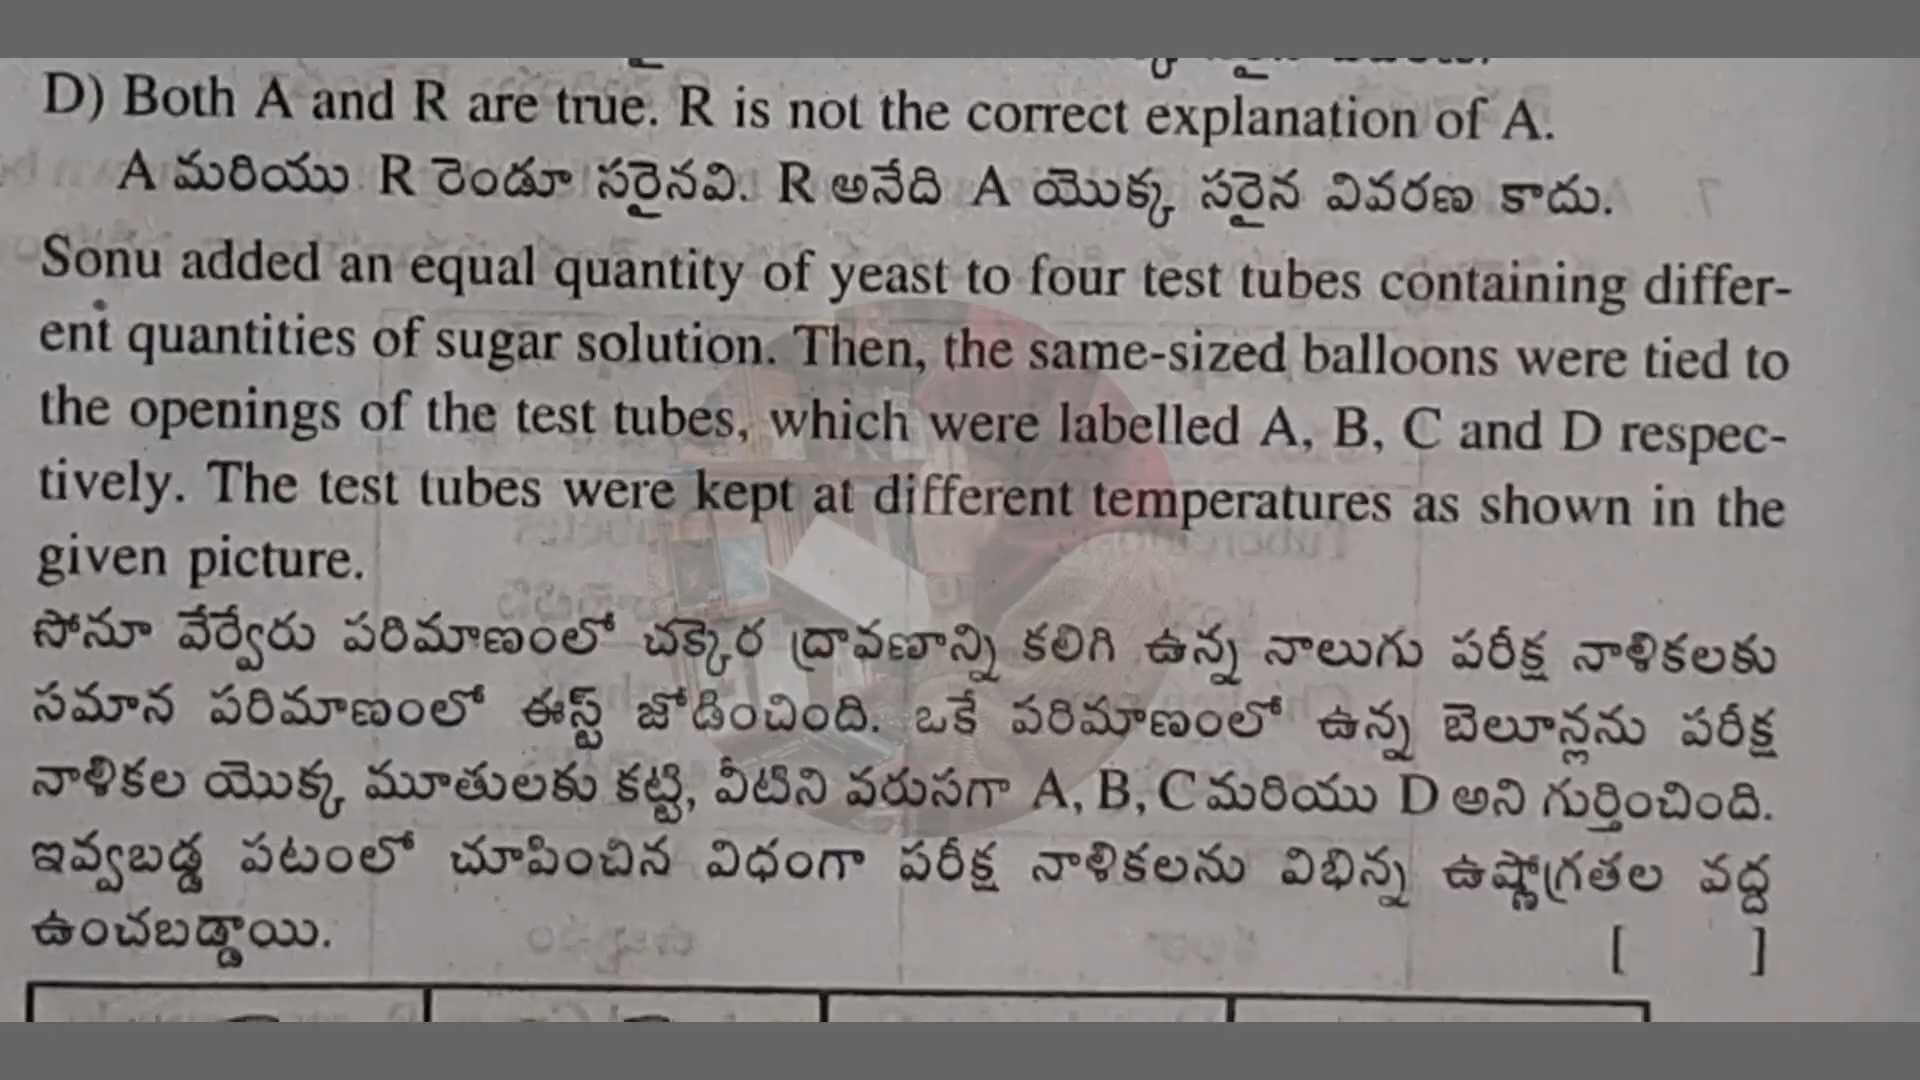 D) Both A and R are true. R is not the correct explanation of A.
A మరియు R రెండూ సరైనవి. R అనేది A యొక్క సరైన వివరణ కాదు.
Sonu added an equal quantity of yeast to four test tubes containing differ-
ent quantities of sugar solution. Then, the same-sized balloons were tied to
the openings of the test tubes, which were labelled A, B, C and D respec-
tively. The test tubes were kept at different temperatures as shown in the
given picture.
సోనూ వేర్వేరు పరిమాణంలో చక్కెర ద్రావణాన్ని కలిగి ఉన్న నాలుగు పరీక్ష నాళికలకు
సమాన పరిమాణంలో ఈస్ట్ జోడించింది. ఒకే పరిమాణంలో ఉన్న బెలూన్లను పరీక్ష
నాళికల యొక్క మూతులకు కట్టి, వీటిని వరుసగా A, B, C మరియు D అని గుర్తించింది.
ఇవ్వబడ్డ పటంలో చూపించిన విధంగా పరీక్ష నాళికలను విభిన్న ఉష్ణోగ్రతల వద్ద
ఉంచబడ్డాయి. [ ]